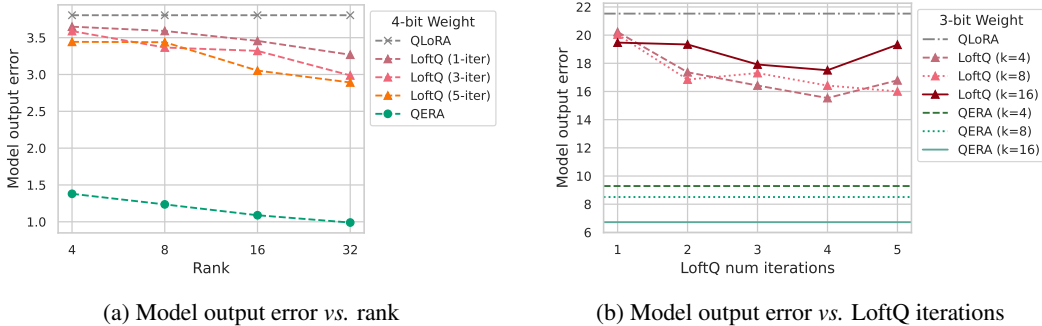 4-bit Weight
QLoRA
LoftQ (1-iter)
LoftQ (3-iter)
LoftQ (5-iter)
QERA
Model output error
3.5
3.0
2.5
2.0
1.5
1.0
4
8
16
32
Rank
(a) Model output error vs. rank
3-bit Weight
QLoRA
LoftQ (k=4)
LoftQ (k=8)
LoftQ (k=16)
QERA (k=4)
QERA (k=8)
QERA (k=16)
Model output error
22
20
18
16
14
12
10
8
6
1
2
3
4
5
LoftQ num iterations
(b) Model output error vs. LoftQ iterations